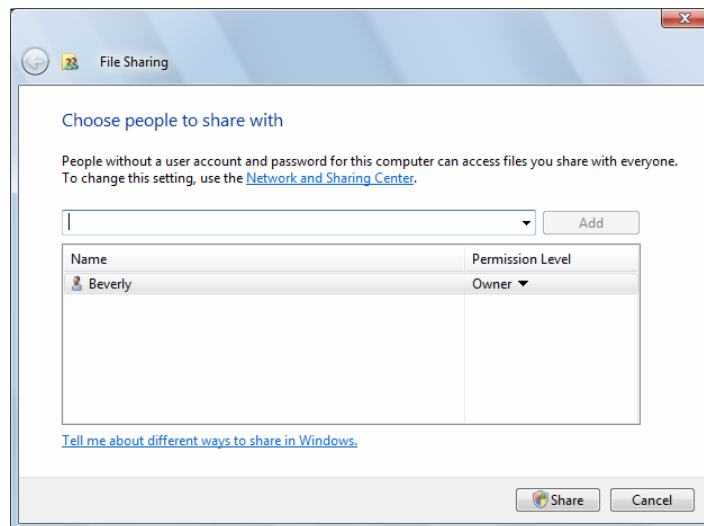 File Sharing
Choose people to share with
People without a user account and password for this computer can access files you share with everyone.
To change this setting, use the Network and Sharing Center.
Add
Name Permission Level
Beverly Owner
Tell me about different ways to share in Windows.
Share Cancel